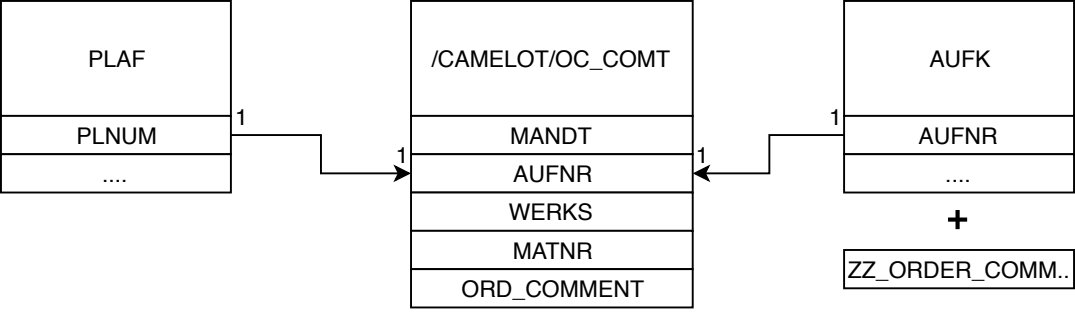 PLAF
1
PLNUM
....
/CAMELOT/OC_COMT
MANDT
1
AUFNR
1
WERKS
MATNR
ORD_COMMENT
AUFK
1
AUFNR
....
+
ZZ_ORDER_COMM..